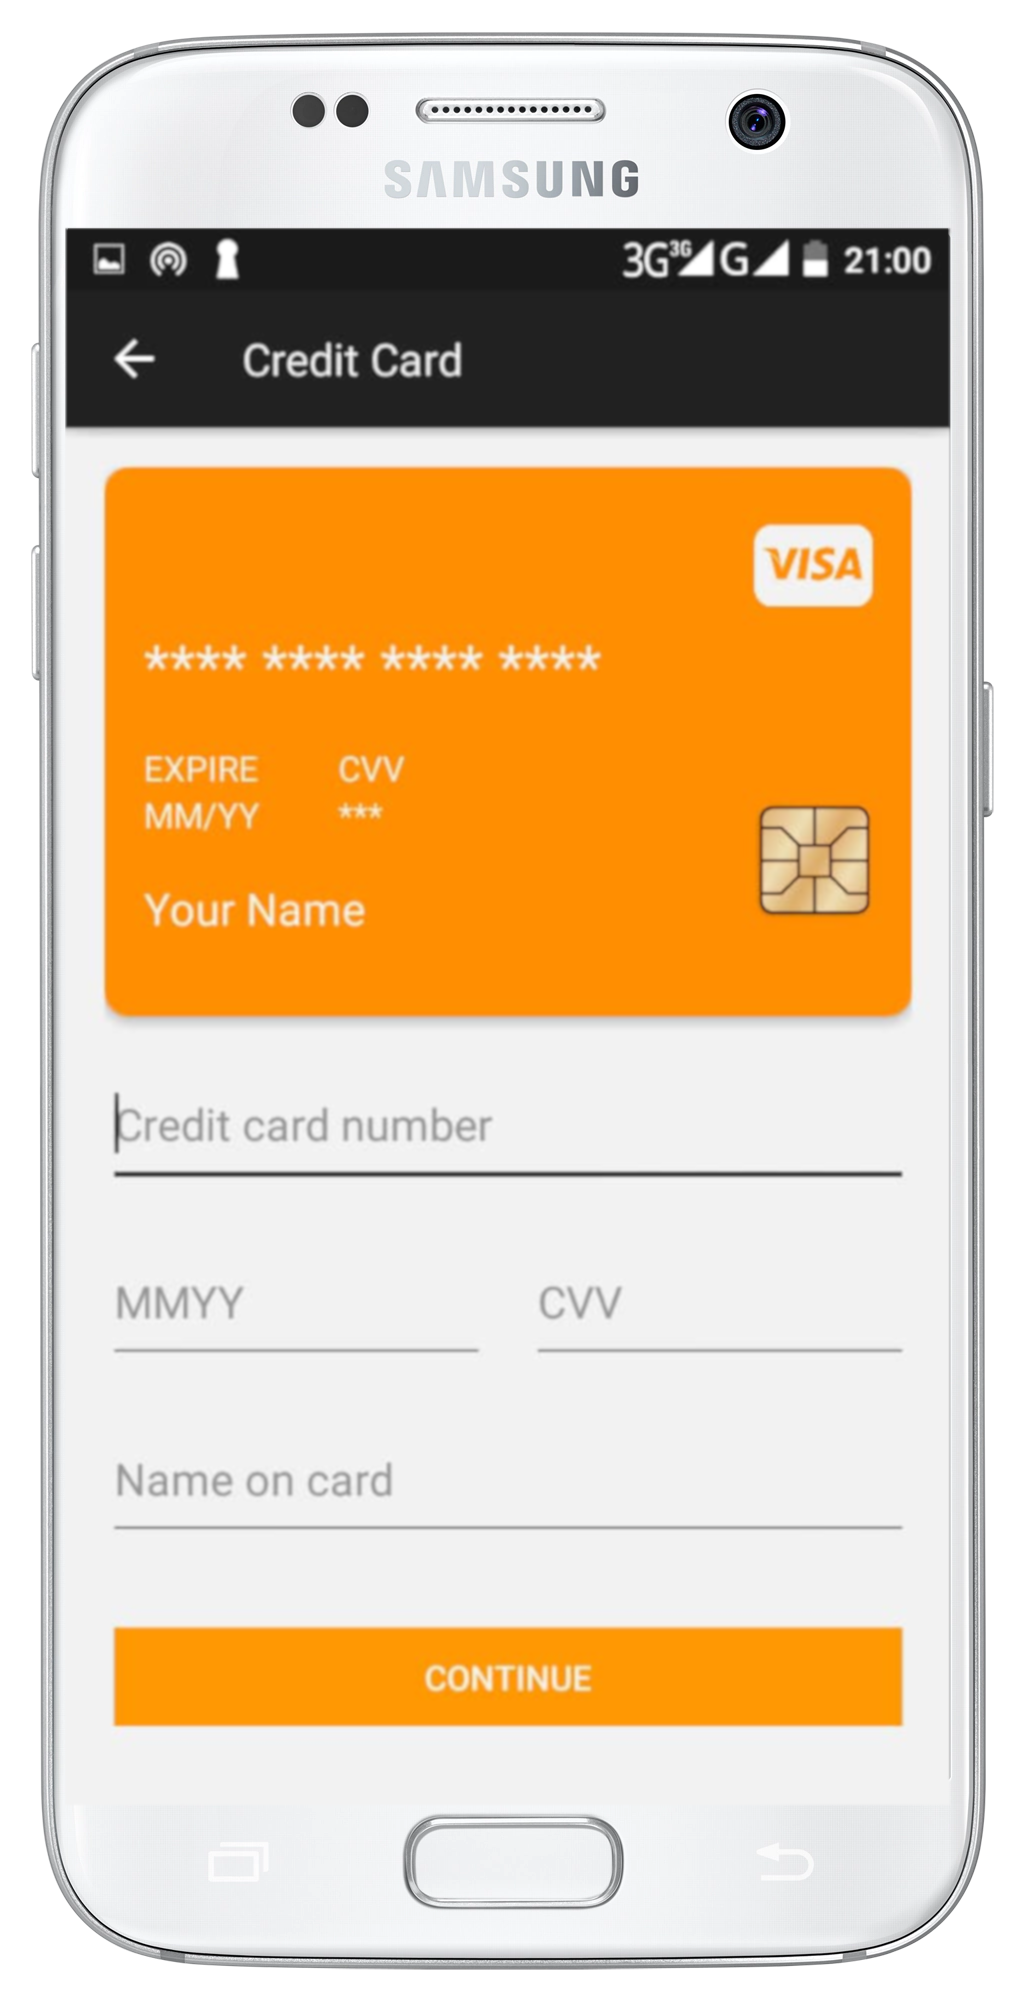 SAMSUNG
3G 3G G 21:00
Credit Card
VISA
**** **** **** ****
EXPIRE CVV
MM/YY ***
Your Name
Credit card number
MMYY CVV
Name on card
CONTINUE